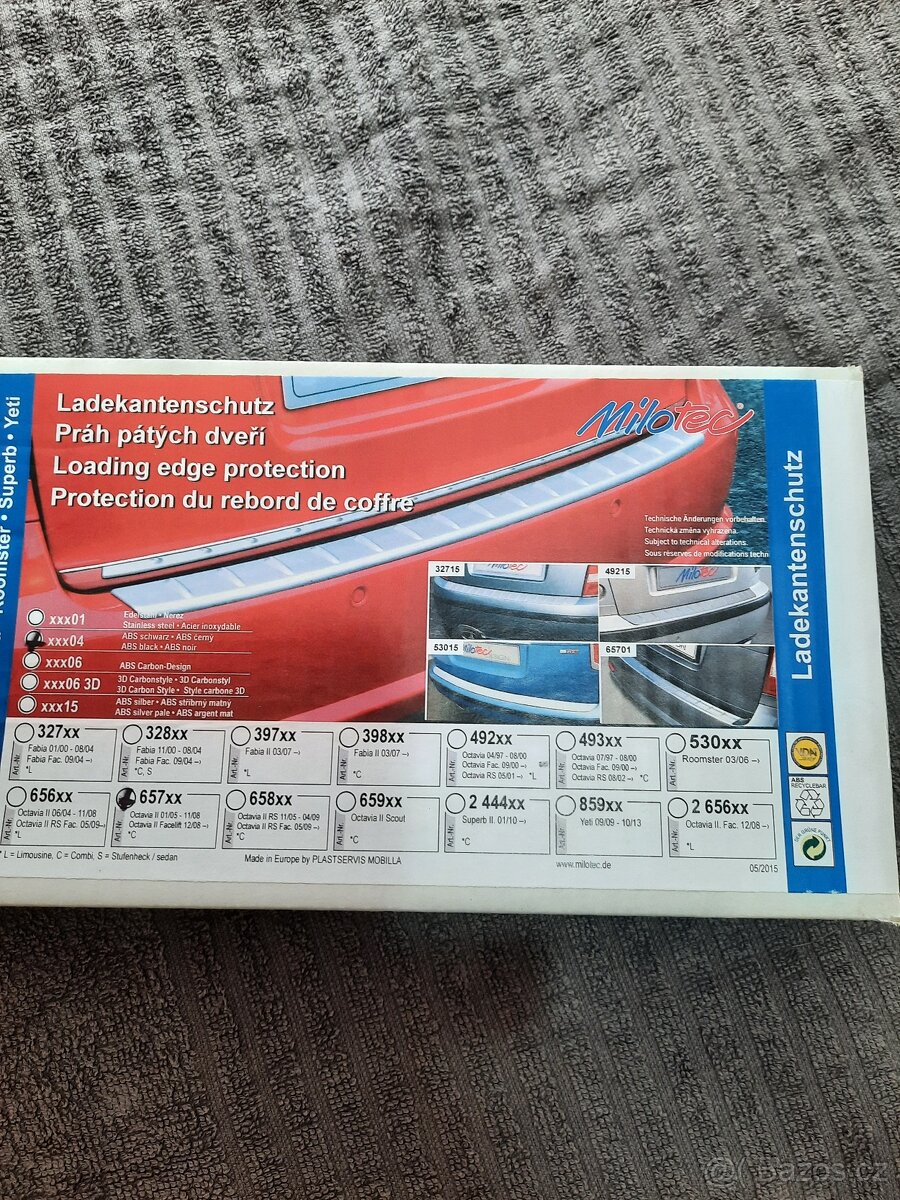 Roomster • Superb • Yeti
Ladekantenschutz
Práh pátých dveří
Loading edge protection
Protection du rebord de coffre
Milotec
Technische Änderungen vorbehalten.
Technická změna vyhrazena.
Subject to technical alterations.
Sous réserves de modifications techn
Ladekantenschutz
xxx01
Edelstahl • Nerez
Stainless steel • Acier inoxydable
xxx04
ABS schwarz • ABS černý
ABS black • ABS noir
xxx06
ABS Carbon-Design
xxx06 3D
3D Carbonstyle • 3D Carbonstyl
3D Carbon Style • Style carbone 3D
xxx15
ABS silber • ABS stříbrný matný
ABS silver pale • ABS argent mat
32715
49215
53015
65701
327xx
Fabia 01/00 - 08/04
Fabia Fac. 09/04 –>
*L
328xx
Fabia 11/00 - 08/04
Fabia Fac. 09/04 –>
*C, S
397xx
Fabia II 03/07 –>
*L
398xx
Fabia II 03/07 –>
*C
492xx
Octavia 04/97 - 08/00
Octavia Fac. 09/00 –>
Octavia RS 05/01 –> *L
493xx
Octavia 07/97 - 08/00
Octavia Fac. 09/00 –>
Octavia RS 08/02 –> *C
530xx
Roomster 03/06 –>
656xx
Octavia II 06/04 - 11/08
Octavia II RS Fac. 05/09 –>
*L
657xx
Octavia II 01/05 - 11/08
Octavia II Facelift 12/08 –>
*C
658xx
Octavia II RS 11/05 - 04/09
Octavia II RS Fac. 05/09 –>
*C
659xx
Octavia II Scout
*C
2 444xx
Superb II. 01/10 –>
*C
859xx
Yeti 09/09 - 10/13
2 656xx
Octavia II. Fac. 12/08 –>
*L
Art.-Nr.
ABS
RECYCLEBAR
DER GRÜNE PUNKT
* L = Limousine, C = Combi, S = Stufenheck / sedan
Made in Europe by PLASTSERVIS MOBILLA
www.milotec.de
05/2015
Bazos.cz